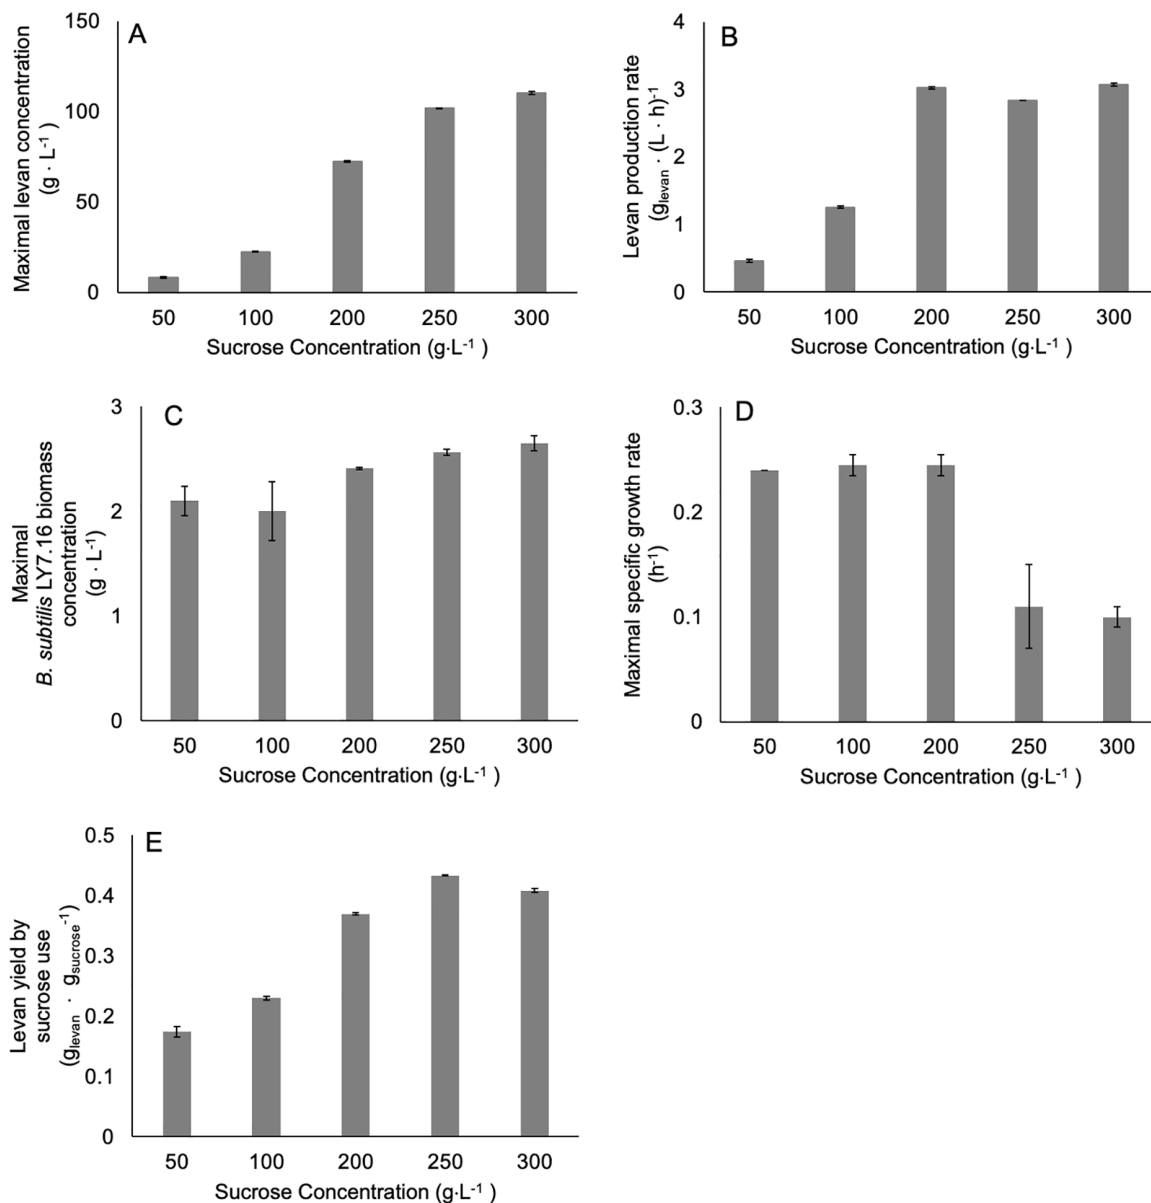 A
Maximal levan concentration
(g · L⁻¹ )
150
100
50
0
50 100 200 250 300
Sucrose Concentration (g·L⁻¹ )
B
Levan production rate
(glevan · (L · h)⁻¹
4
3
2
1
0
50 100 200 250 300
Sucrose Concentration (g·L⁻¹ )
C
Maximal
B. subtilis LY7.16 biomass
concentration
(g · L⁻¹ )
3
2
1
0
50 100 200 250 300
Sucrose Concentration (g·L⁻¹ )
D
Maximal specific growth rate
(h⁻¹)
0.3
0.2
0.1
0
50 100 200 250 300
Sucrose Concentration (g·L⁻¹ )
E
Levan yield by
sucrose use
(glevan · gsucrose⁻¹)
0.5
0.4
0.3
0.2
0.1
0
50 100 200 250 300
Sucrose Concentration (g·L⁻¹ )